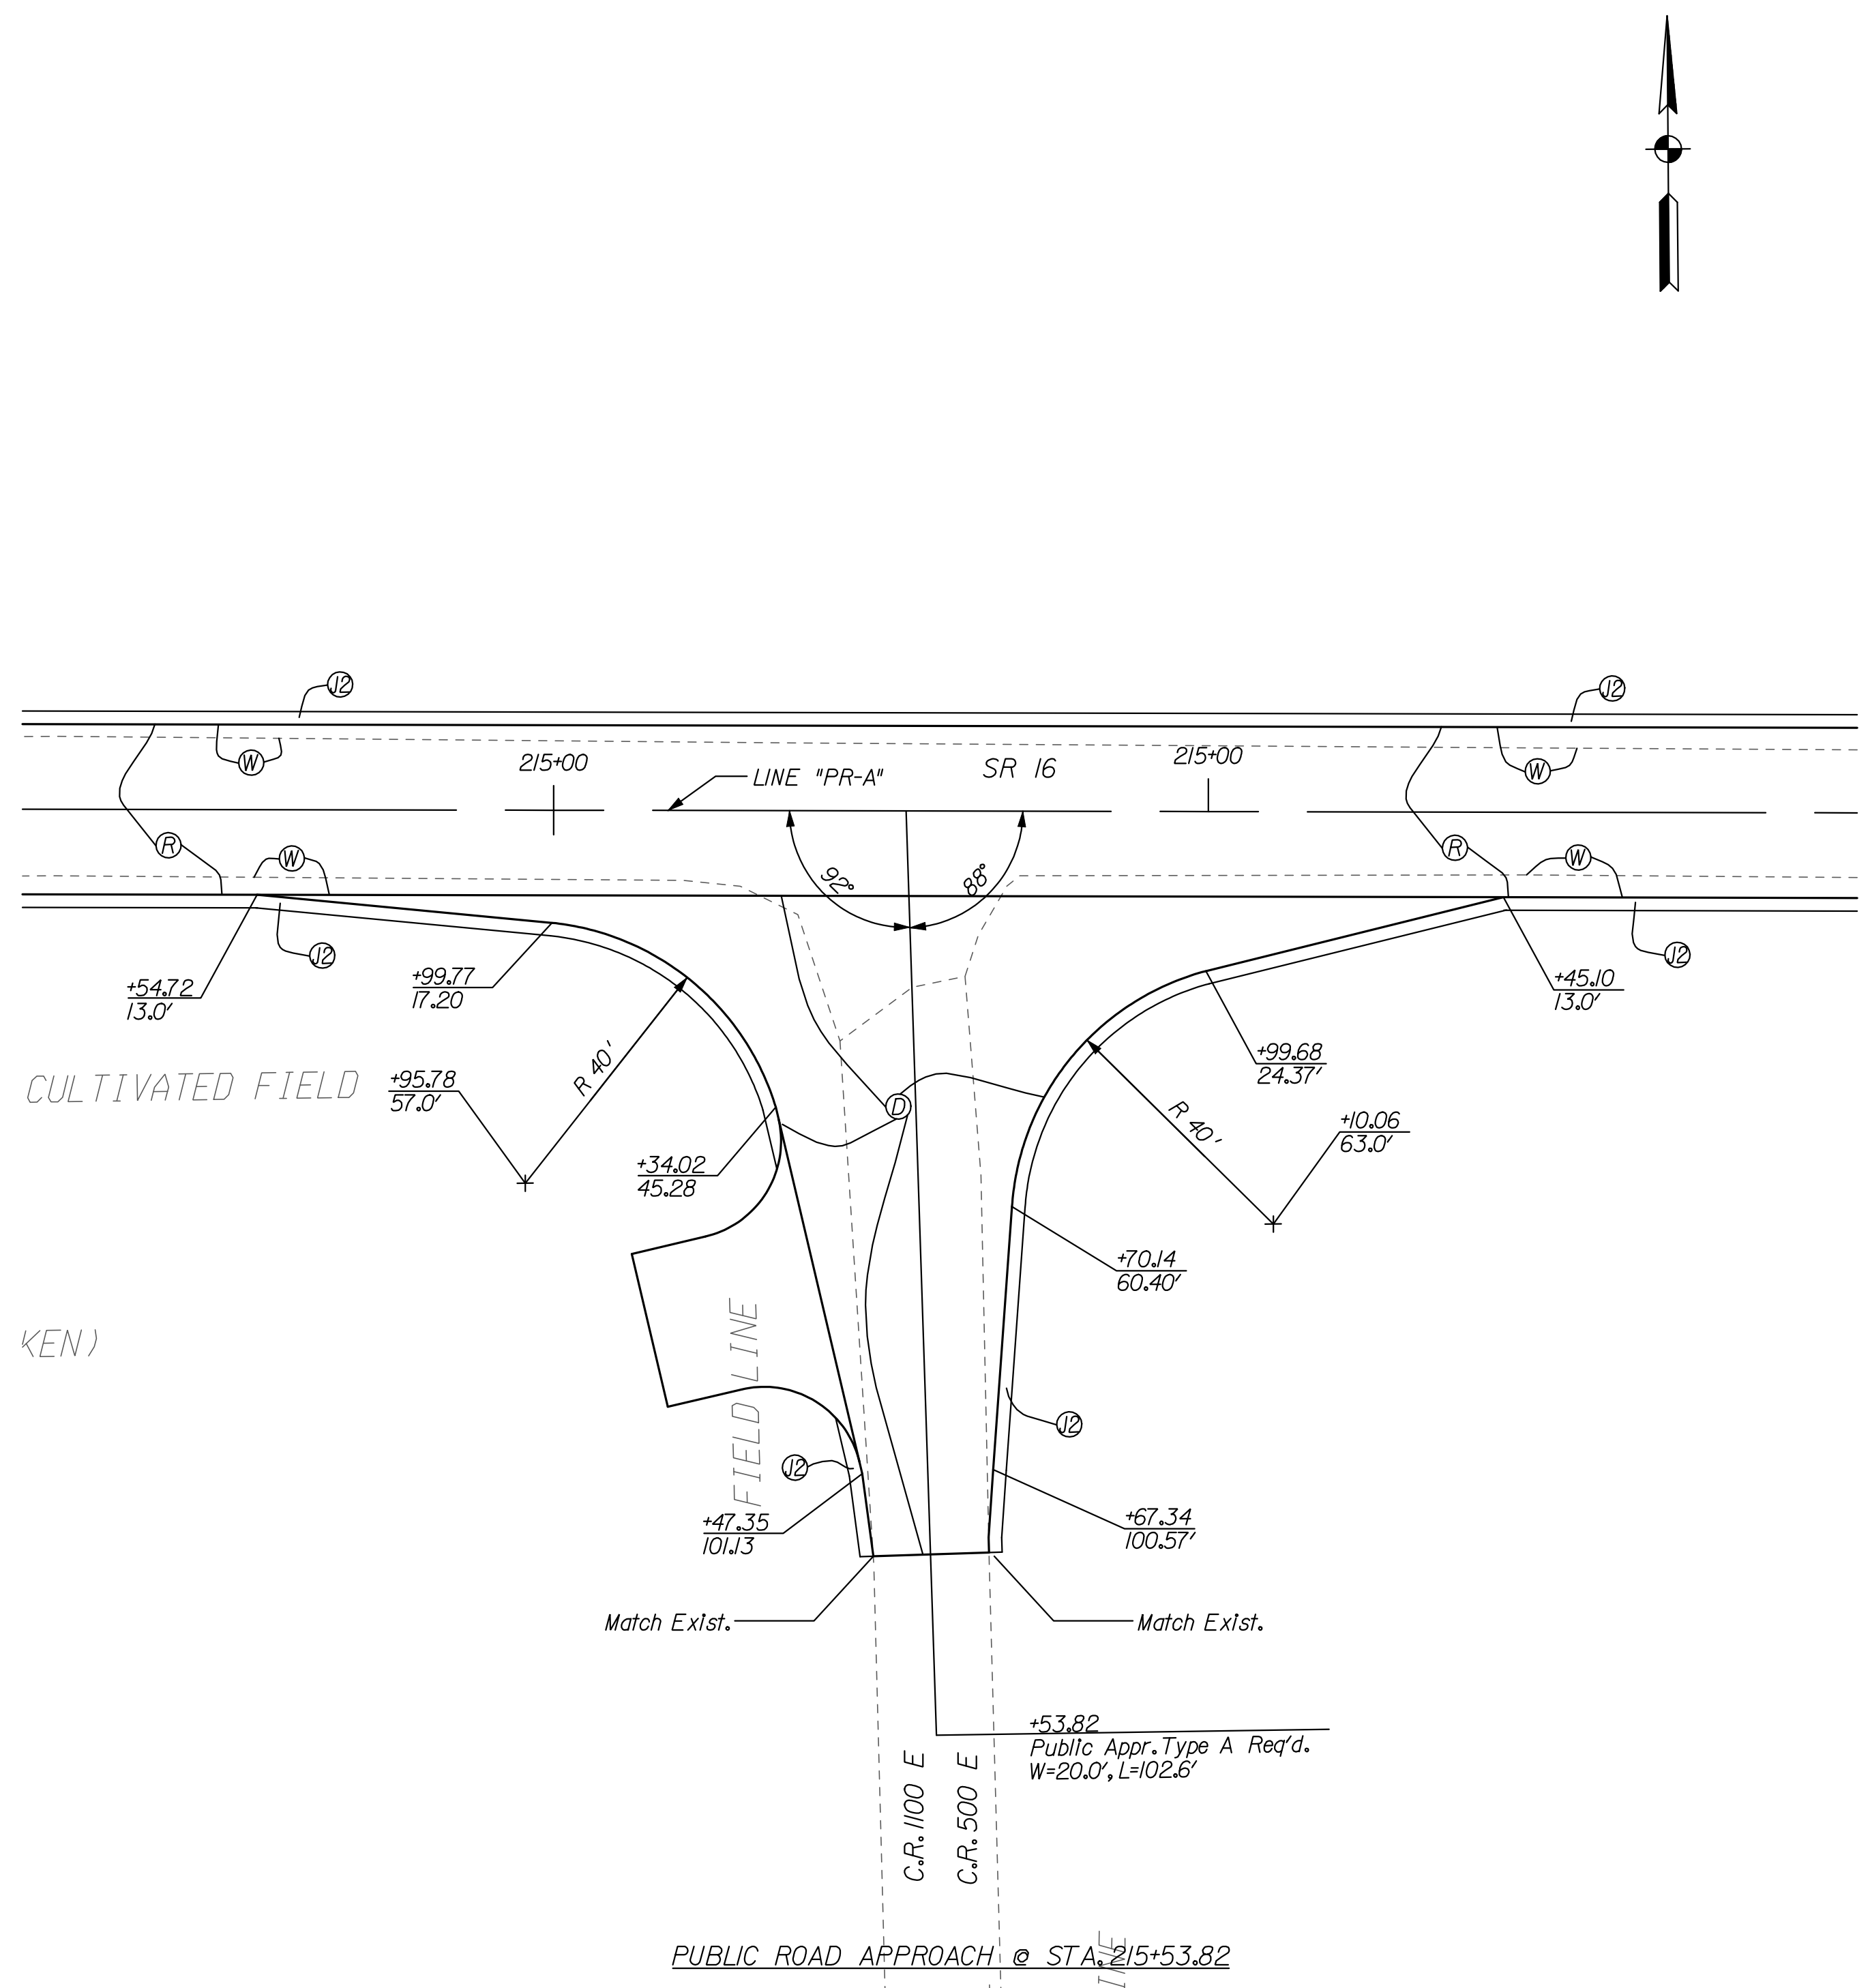 J2
J2
W
215+00
LINE "PR-A"
SR 16
215+00
W
R
W
92°
88°
R
W
J2
J2
+54.72
13.0'
+99.77
17.20
+45.10
13.0'
+99.68
24.37'
CULTIVATED FIELD
+95.78
57.0'
R 40'
D
R 40'
+10.06
63.0'
+34.02
45.28
+70.14
60.40'
KEN)
FIELD LINE
J2
J2
+47.35
101.13
+67.34
100.57'
Match Exist.
Match Exist.
+53.82
Public Appr. Type A Req'd.
W=20.0', L=102.6'
C.R. 1100 E
C.R. 500 E
PUBLIC ROAD APPROACH @ STA. 215+53.82
INE